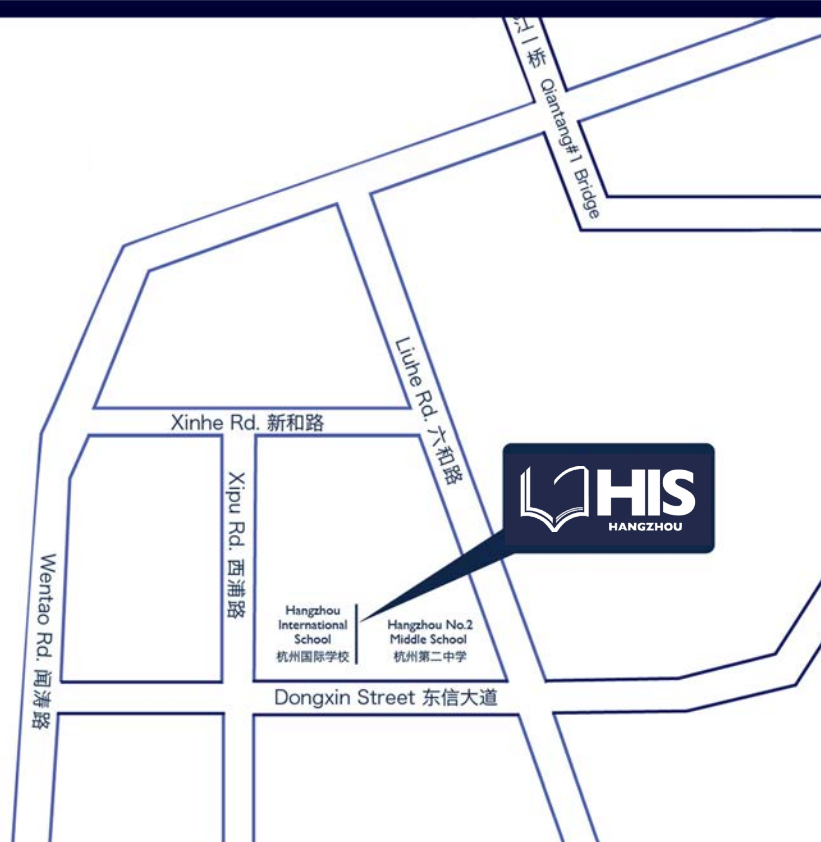 江一桥 Qiantang#1 Bridge
Liuhe Rd. 六和路
Xinhe Rd. 新和路
HIS
HANGZHOU
Xipu Rd. 西浦路
Wentao Rd. 闻涛路
Hangzhou
International
School
杭州国际学校
Hangzhou No.2
Middle School
杭州第二中学
Dongxin Street 东信大道